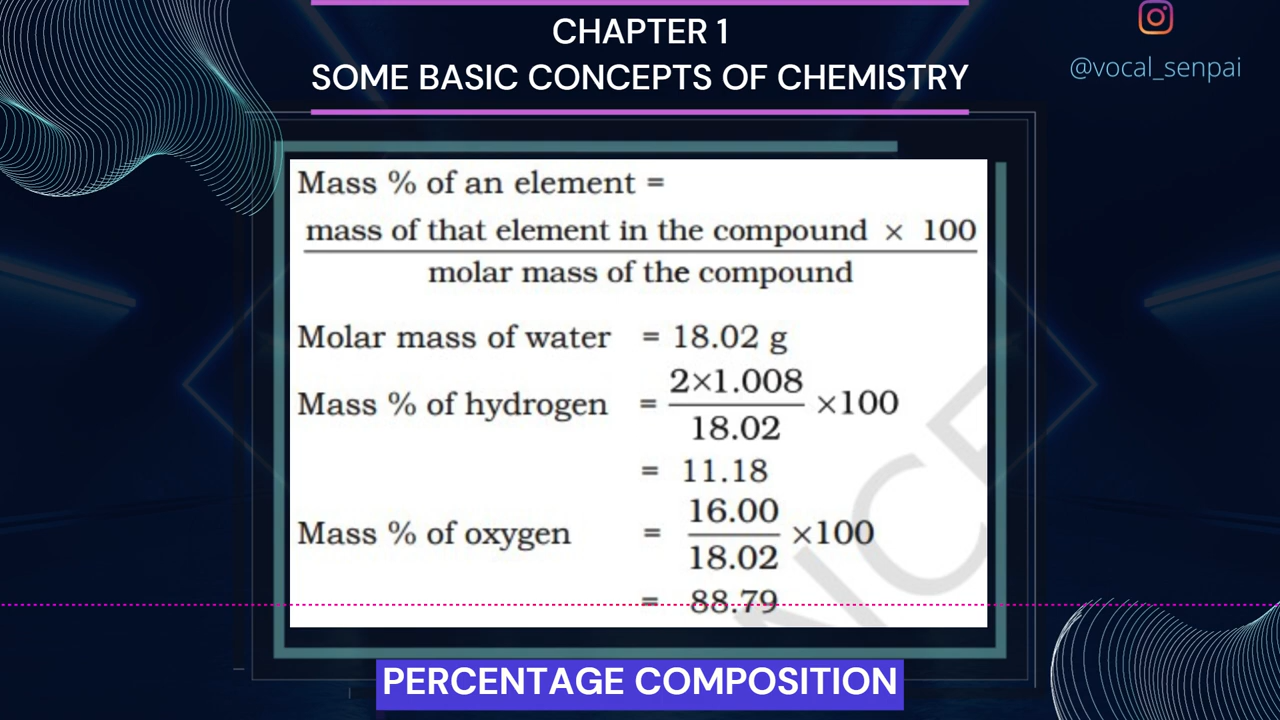 CHAPTER 1
SOME BASIC CONCEPTS OF CHEMISTRY
@vocal_senpai
Mass % of an element =
mass of that element in the compound × 100
molar mass of the compound
Molar mass of water = 18.02 g
Mass % of hydrogen = 2×1.008 / 18.02 ×100
= 11.18
Mass % of oxygen = 16.00 / 18.02 ×100
= 88.79
PERCENTAGE COMPOSITION